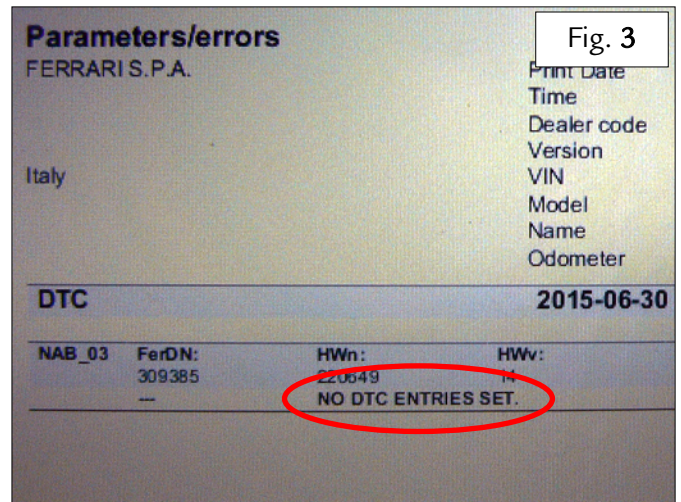 Fig. 3
Parameters/errors
FERRARI S.P.A.
Print Date
Time
Dealer code
Version
Italy VIN
Model
Name
Odometer
DTC 2015-06-30
NAB_03 FerDN: HWn: HWv:
309385 220649 14
--- NO DTC ENTRIES SET.